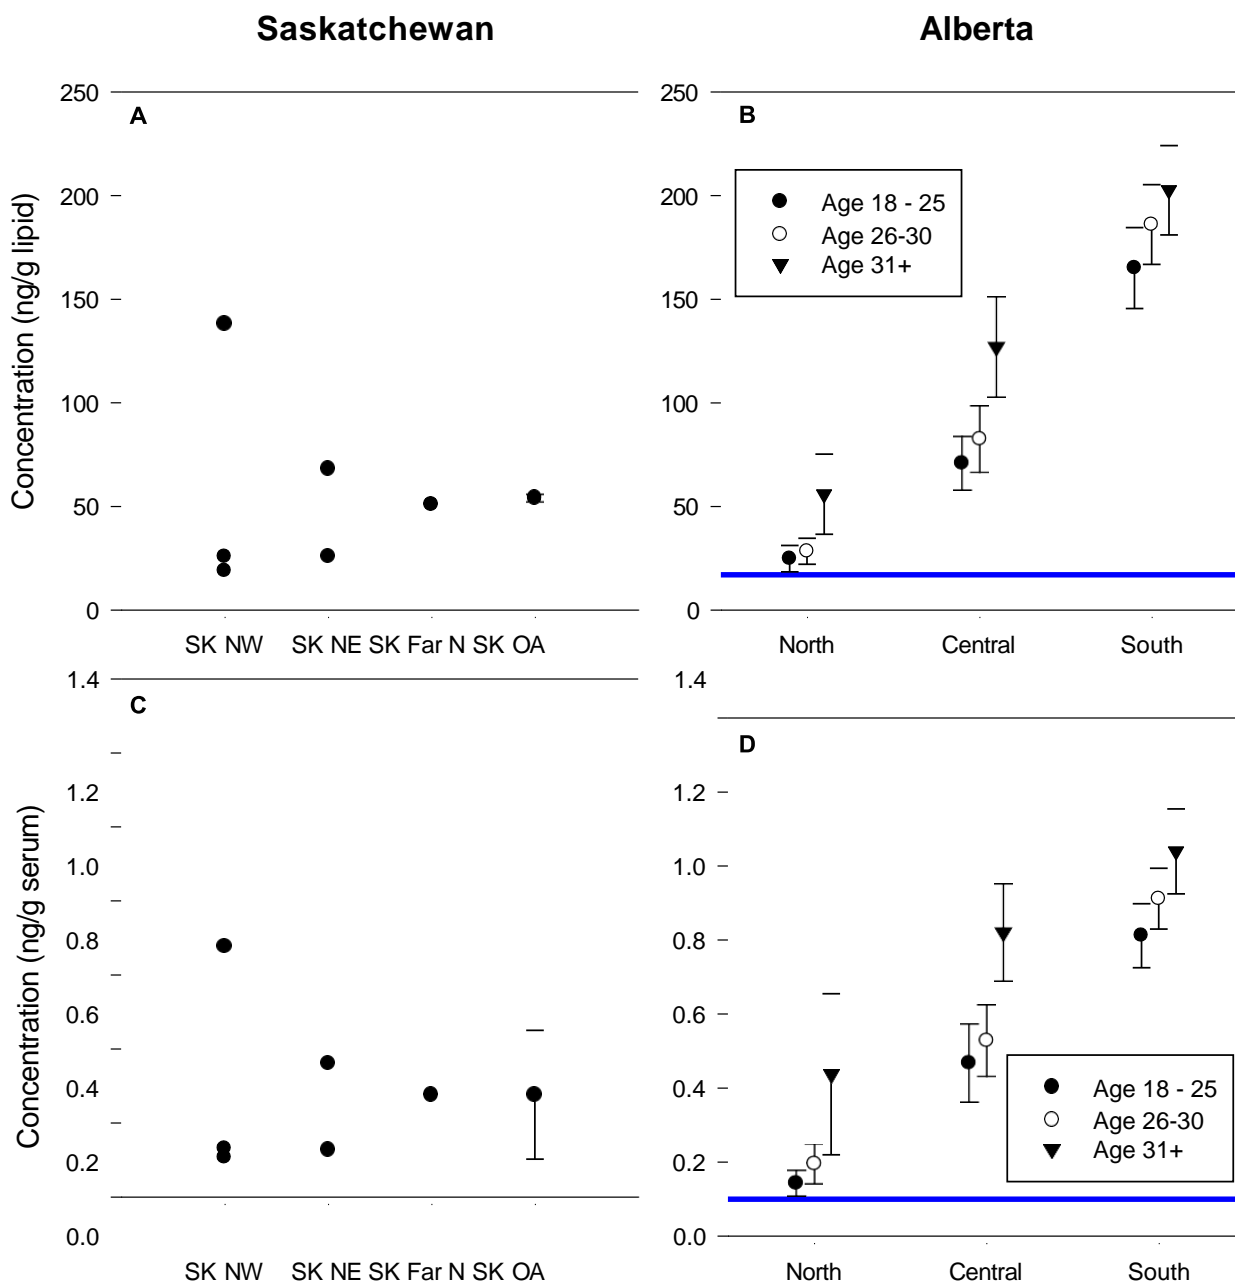 Saskatchewan
Alberta
Concentration (ng/g lipid)
250
A
200
150
100
50
0
SK NW SK NE SK Far N SK OA
250
B
Age 18 - 25
Age 26-30
Age 31+
200
150
100
50
0
North Central South
Concentration (ng/g serum)
1.4
C
1.2
1.0
0.8
0.6
0.4
0.2
0.0
SK NW SK NE SK Far N SK OA
1.4
D
1.2
1.0
0.8
0.6
0.4
0.2
0.0
Age 18 - 25
Age 26-30
Age 31+
North Central South